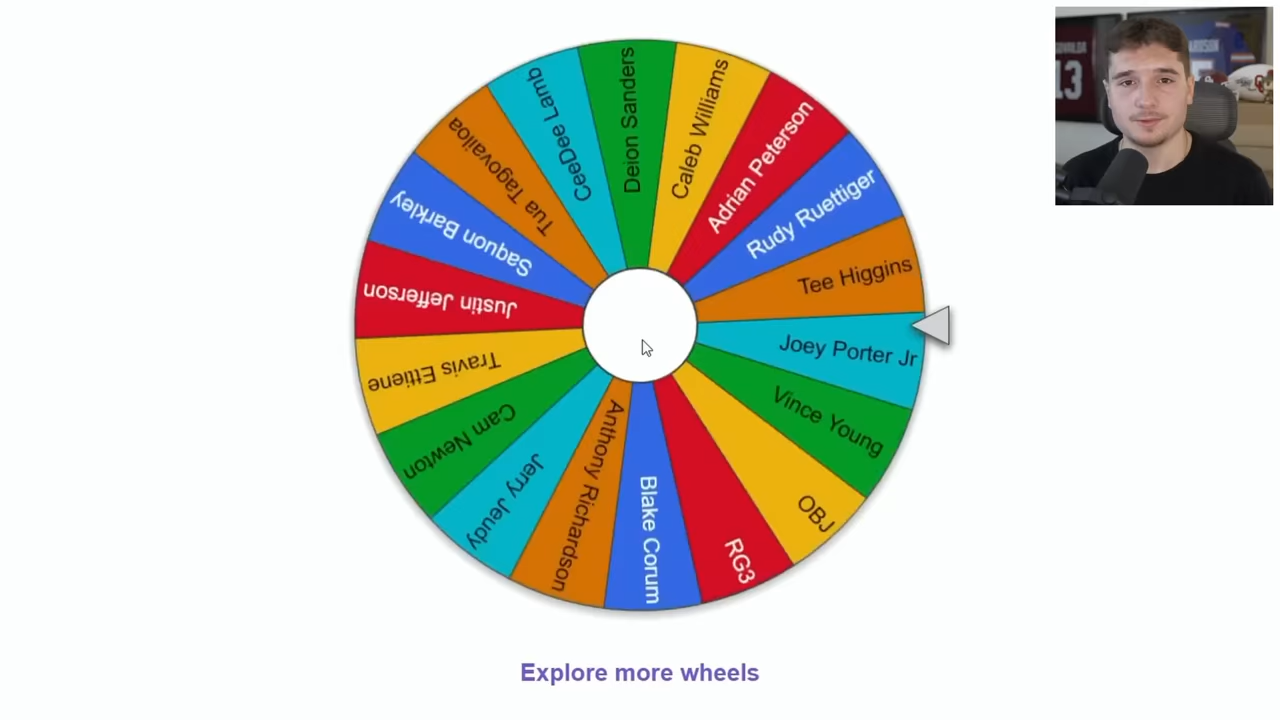 Deion Sanders
Caleb Williams
Adrian Peterson
Rudy Ruettiger
Tee Higgins
Joey Porter Jr
Vince Young
OBJ
RG3
Blake Corum
Anthony Richardson
Jerry Jeudy
Cam Newton
Travis Ettiene
Justin Jefferson
Saquon Barkley
Tua Tagovailoa
CeeDee Lamb
13
Explore more wheels